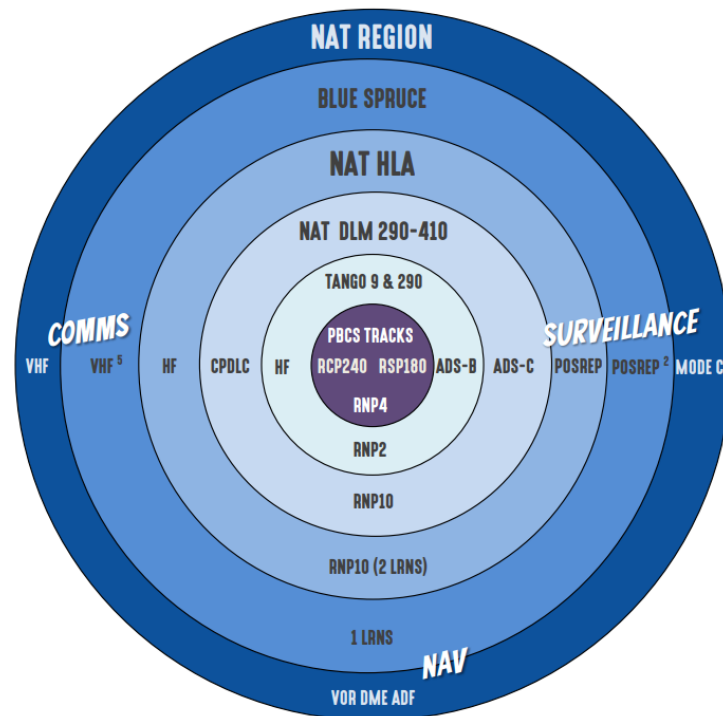 NAT REGION
BLUE SPRUCE
NAT HLA
NAT DLM 290-410
TANGO 9 & 290
COMMS
SURVEILLANCE
PBCS TRACKS
VHF VHF 5 HF CPDLC HF RCP240 RSP180 ADS-B ADS-C POSREP POSREP 2 MODE C
RNP4
RNP2
RNP10
RNP10 (2 LRNS)
1 LRNS
NAV
VOR DME ADF